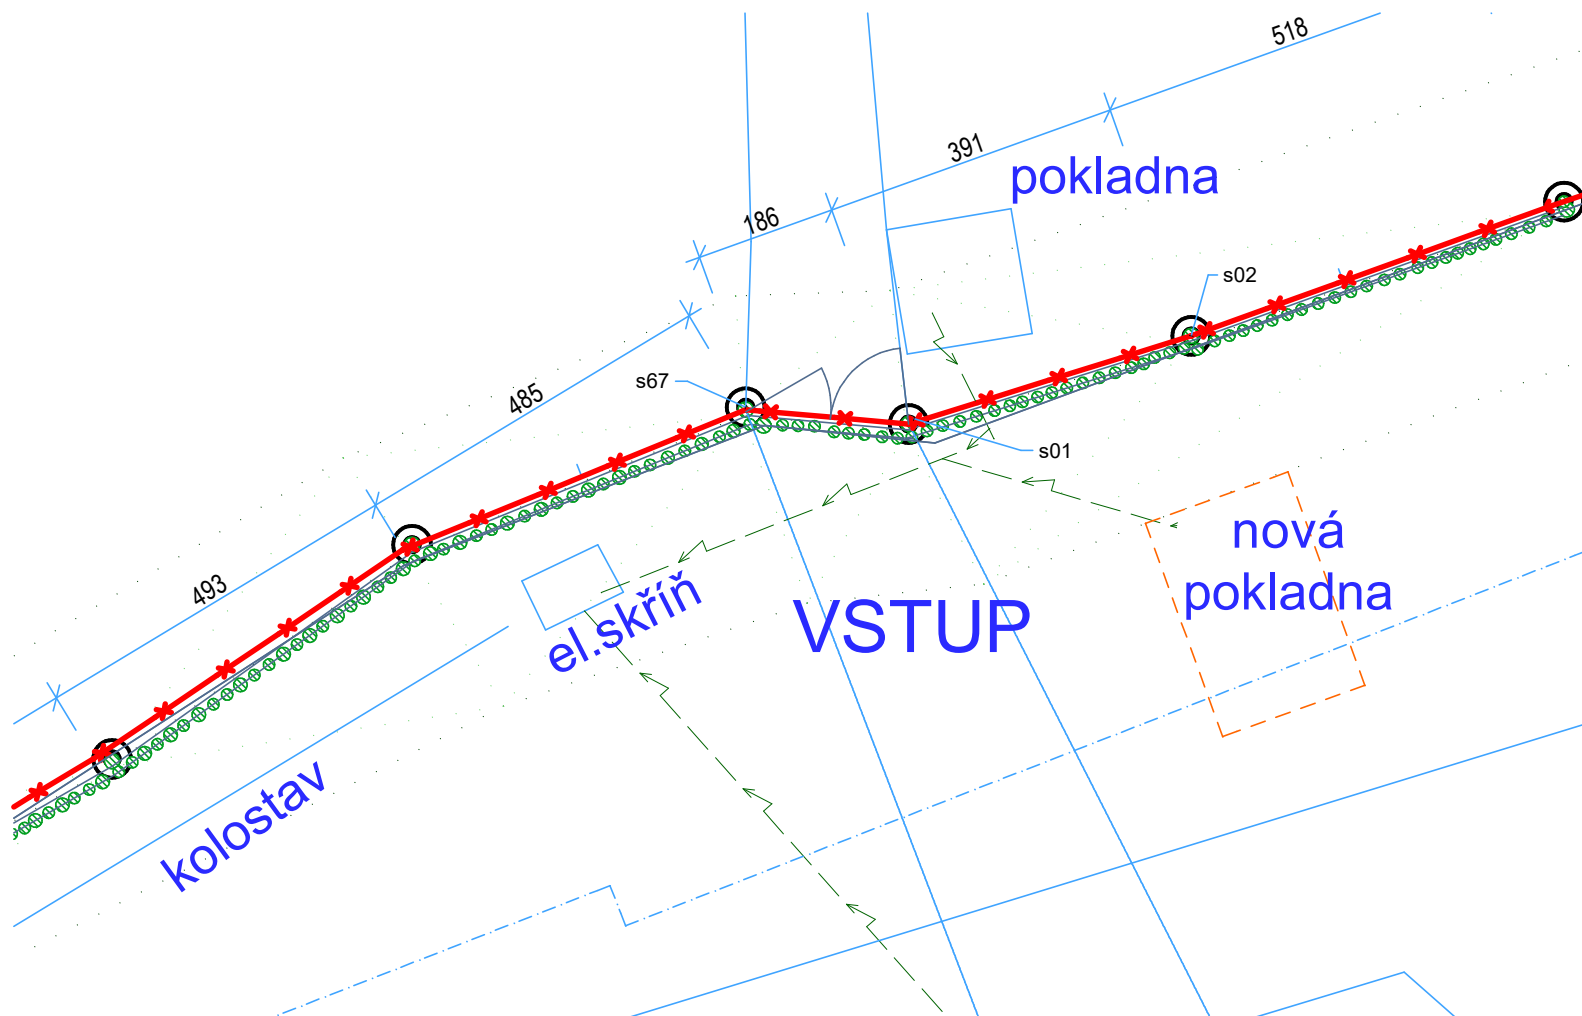 518
391
pokladna
186
s02
s67
485
s01
493
nová
pokladna
el.skříň
VSTUP
kolostav